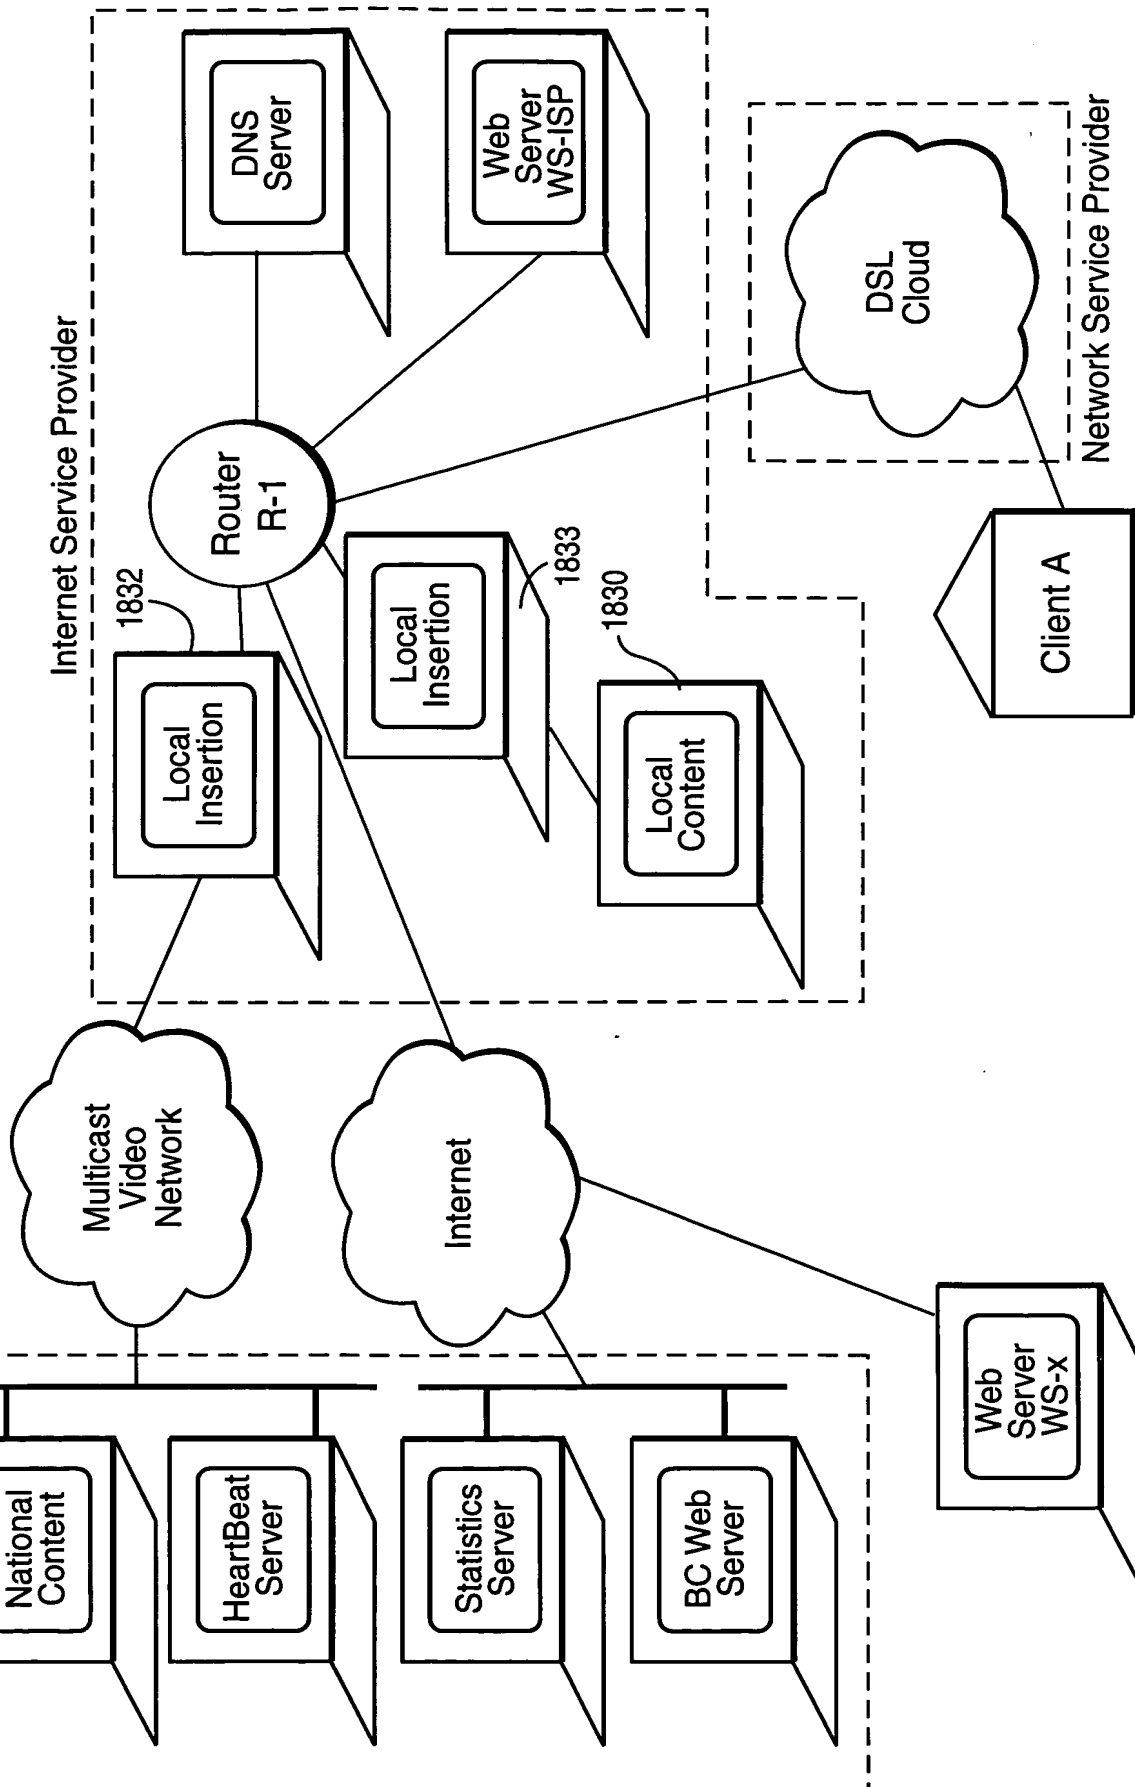 Internet Service Provider
DNS
Server
Web
Server
WS-ISP
Router
R-1
1832
Local
Insertion
Local
Insertion
1833
1830
Local
Content
DSL
Cloud
Network Service Provider
Client A
Multicast
Video
Network
Internet
National
Content
HeartBeat
Server
Statistics
Server
BC Web
Server
Web
Server
WS-x